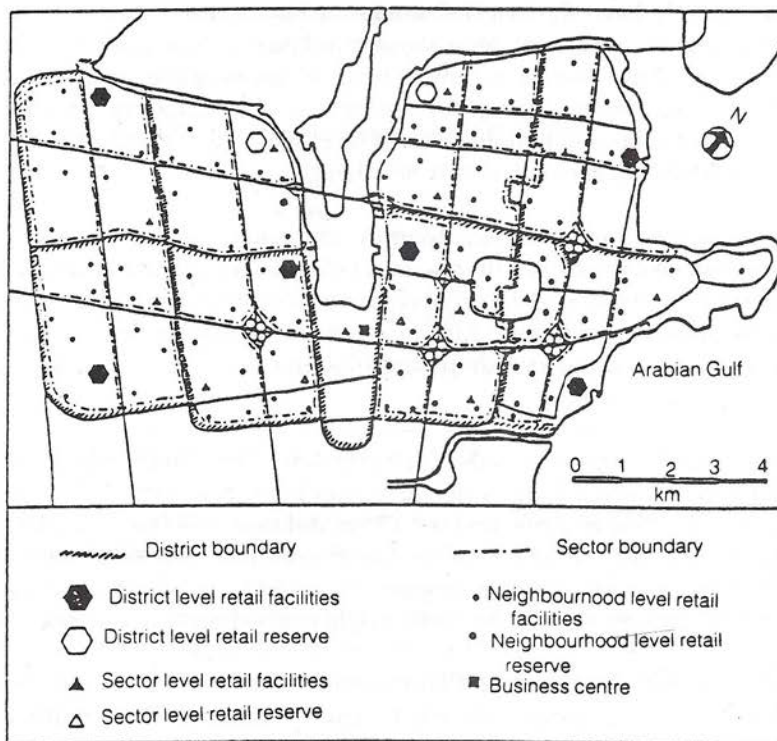 N
Arabian Gulf
0 1 2 3 4
km
District boundary
Sector boundary
District level retail facilities
Neighbournood level retail
facilities
District level retail reserve
Neighbourhood level retail
reserve
Sector level retail facilities
Business centre
Sector level retail reserve